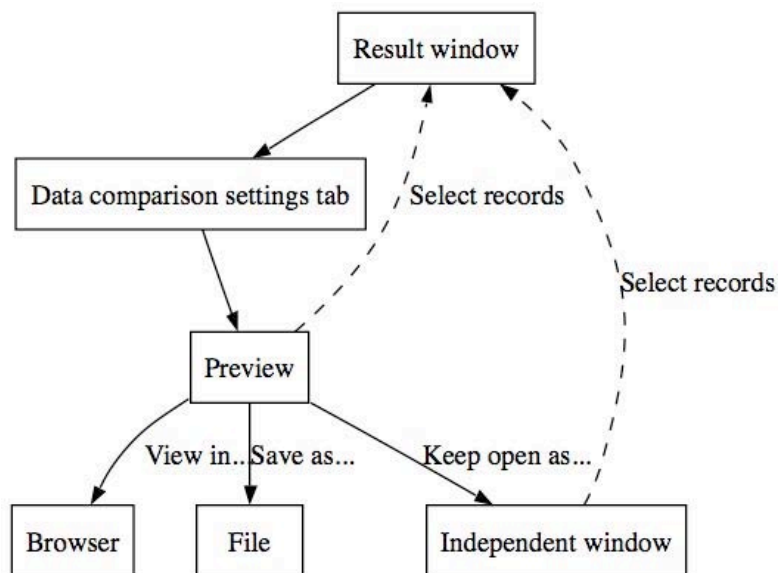 Result window
Data comparison settings tab
Select records
Select records
Preview
View in...
Save as...
Keep open as...
Browser
File
Independent window